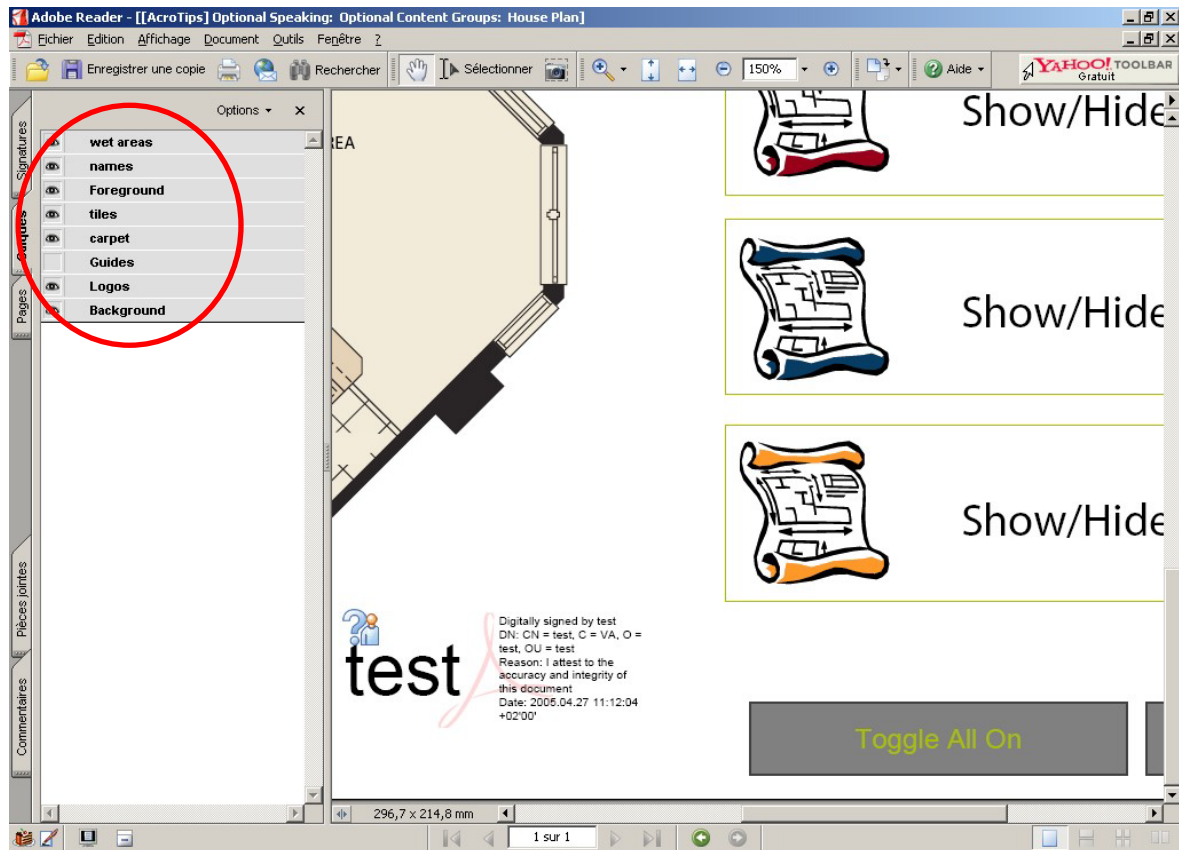 Adobe Reader - [[AcroTips] Optional Speaking: Optional Content Groups: House Plan]
Fichier Edition Affichage Document Outils Fenêtre ?
Enregistrer une copie Rechercher Sélectionner 150% Aide YAHOO! TOOLBAR
Gratuit
Options
Signatures
wet areas
names
Foreground
tiles
carpet
Guides
Logos
Background
Pages
Pièces jointes
Commentaires
EA
Show/Hide
Show/Hide
Show/Hide
test
Digitally signed by test
DN: CN = test, C = VA, O =
test, OU = test
Reason: I attest to the
accuracy and integrity of
this document
Date: 2005.04.27 11:12:04
+02'00'
Toggle All On
296,7 x 214,8 mm
1 sur 1